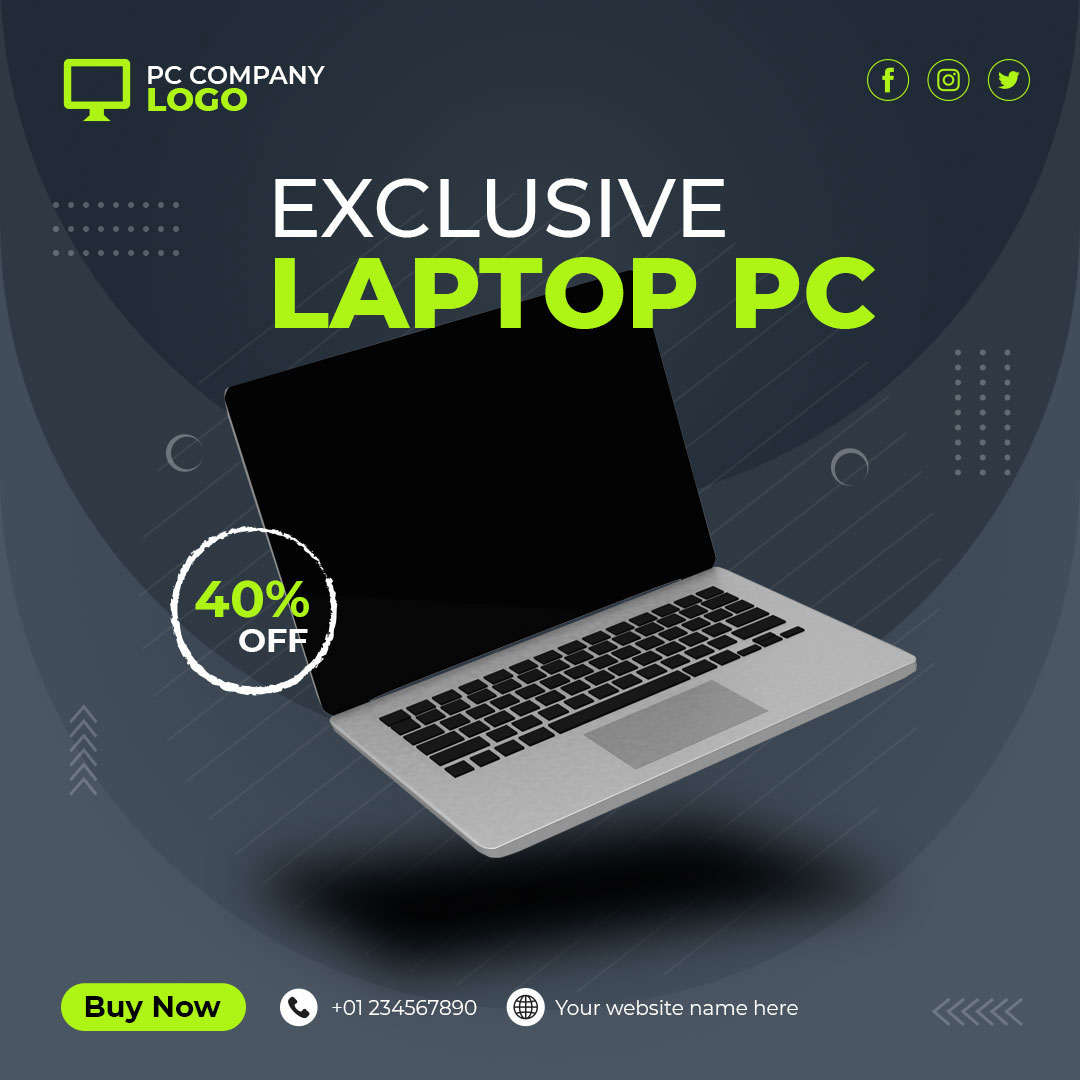 PC COMPANY
LOGO
EXCLUSIVE
LAPTOP PC
40%
OFF
Buy Now
+01 234567890
Your website name here